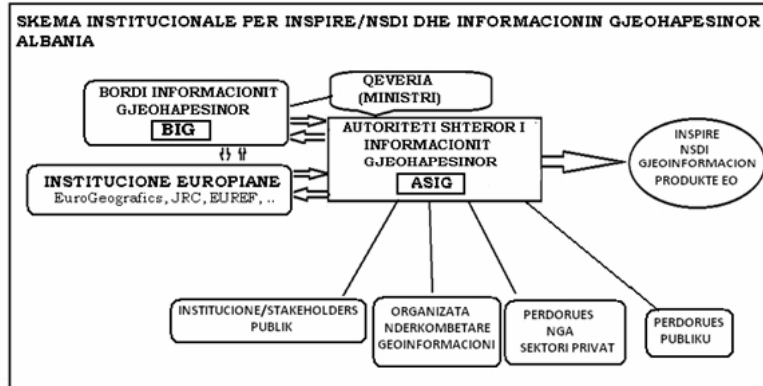 SKEMA INSTITUCIONALE PER INSPIRE/NSDI DHE INFORMACIONIN GJEOHAPESINOR
ALBANIA
BORDI INFORMACIONIT
GJEOHAPESINOR
BIG
QEVERIA
(MINISTRI)
AUTORITETI SHTEROR I
INFORMACIONIT
GJEOHAPESINOR
ASIG
INSTITUCIONE EUROPIANE
EuroGeografics, JRC, EUREF, ..
INSPIRE
NSDI
GJEOINFORMACION
PRODUKTE EO
INSTITUCIONE/STAKEHOLDERS
PUBLIK
ORGANIZATA
NDERKOMBETARE
GEOINFORMACIONI
PERDORUES
NGA
SEKTORI PRIVAT
PERDORUES
PUBLIKU